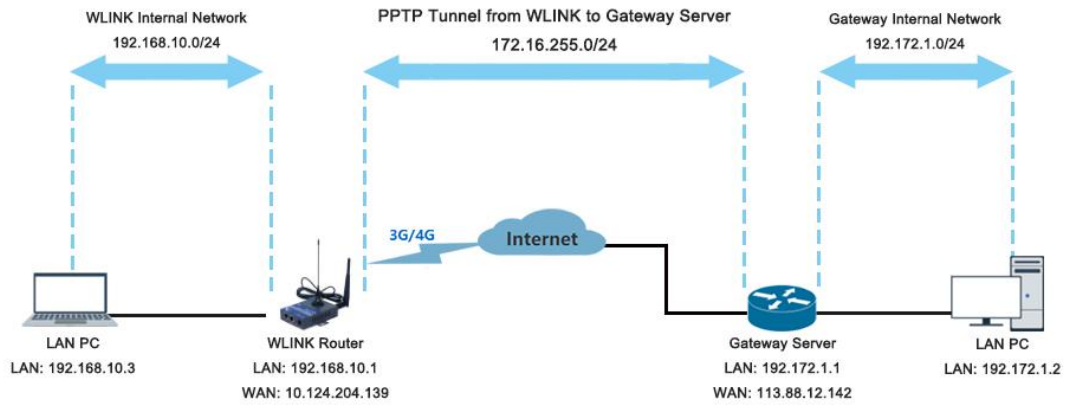 WLINK Internal Network
192.168.10.0/24
PPTP Tunnel from WLINK to Gateway Server
172.16.255.0/24
Gateway Internal Network
192.172.1.0/24
3G/4G
Internet
LAN PC
LAN: 192.168.10.3
WLINK Router
LAN: 192.168.10.1
WAN: 10.124.204.139
Gateway Server
LAN: 192.172.1.1
WAN: 113.88.12.142
LAN PC
LAN: 192.172.1.2